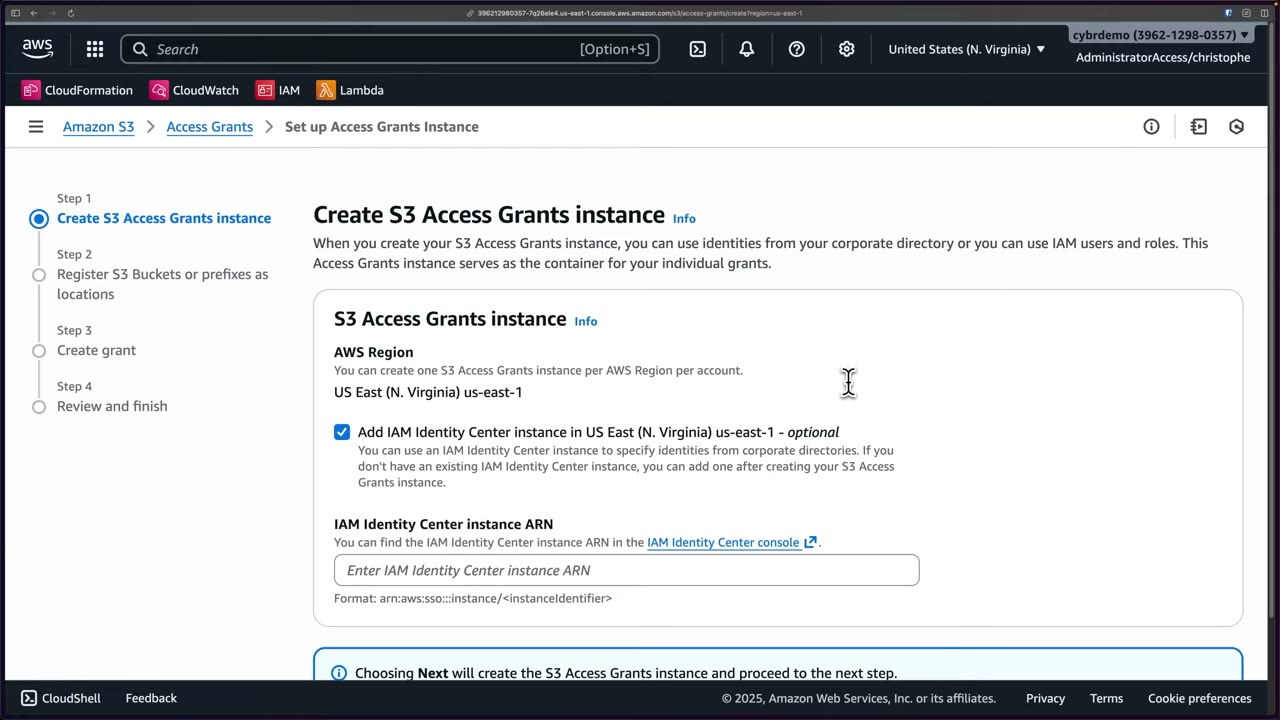 396212980357-7q26ele4.us-east-1.console.aws.amazon.com/s3/access-grants/create?region=us-east-1
aws
Search
[Option+S]
United States (N. Virginia)
cybrdemo (3962-1298-0357)
AdministratorAccess/christophe
CloudFormation
CloudWatch
IAM
Lambda
Amazon S3
Access Grants
Set up Access Grants Instance
Step 1
Create S3 Access Grants instance
Step 2
Register S3 Buckets or prefixes as
locations
Step 3
Create grant
Step 4
Review and finish
Create S3 Access Grants instance Info
When you create your S3 Access Grants instance, you can use identities from your corporate directory or you can use IAM users and roles. This
Access Grants instance serves as the container for your individual grants.
S3 Access Grants instance Info
AWS Region
You can create one S3 Access Grants instance per AWS Region per account.
US East (N. Virginia) us-east-1
Add IAM Identity Center instance in US East (N. Virginia) us-east-1 - optional
You can use an IAM Identity Center instance to specify identities from corporate directories. If you
don't have an existing IAM Identity Center instance, you can add one after creating your S3 Access
Grants instance.
IAM Identity Center instance ARN
You can find the IAM Identity Center instance ARN in the IAM Identity Center console .
Enter IAM Identity Center instance ARN
Format: arn:aws:sso:::instance/<instanceIdentifier>
Choosing Next will create the S3 Access Grants instance and proceed to the next step.
CloudShell
Feedback
© 2025, Amazon Web Services, Inc. or its affiliates.
Privacy
Terms
Cookie preferences